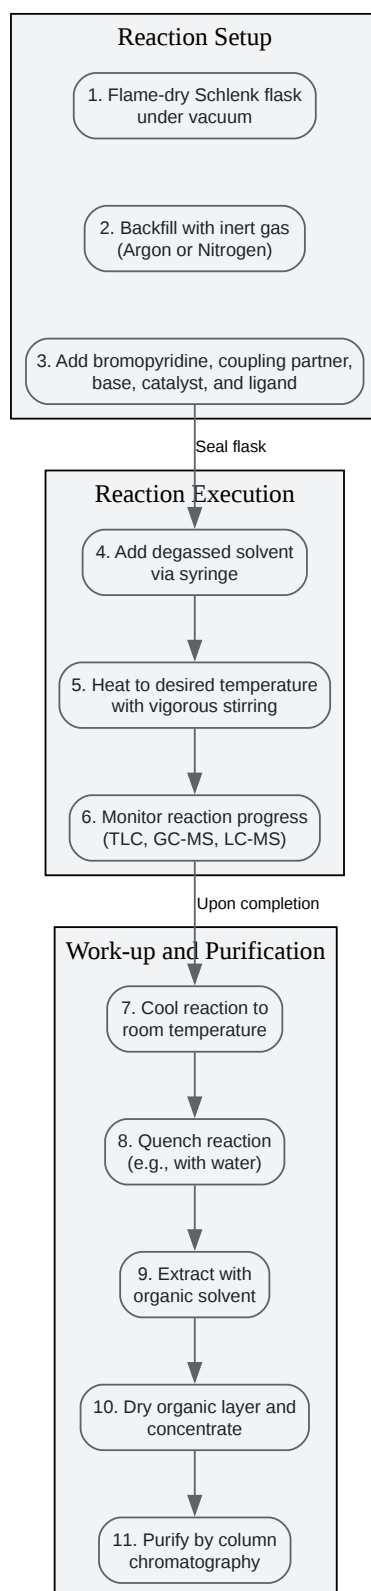 Reaction Setup
1. Flame-dry Schlenk flask
under vacuum
2. Backfill with inert gas
(Argon or Nitrogen)
3. Add bromopyridine, coupling partner,
base, catalyst, and ligand
Seal flask
Reaction Execution
4. Add degassed solvent
via syringe
5. Heat to desired temperature
with vigorous stirring
6. Monitor reaction progress
(TLC, GC-MS, LC-MS)
Upon completion
Work-up and Purification
7. Cool reaction to
room temperature
8. Quench reaction
(e.g., with water)
9. Extract with
organic solvent
10. Dry organic layer and
concentrate
11. Purify by column
chromatography